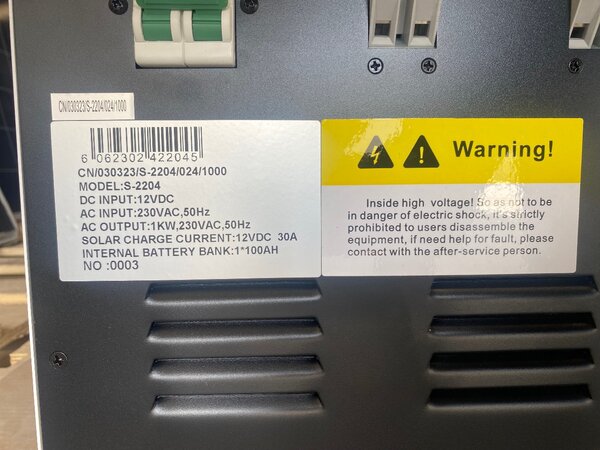 CN/030323/S-2204/024/1000
6 062302 422045
CN/030323/S-2204/024/1000
MODEL:S-2204
DC INPUT:12VDC
AC INPUT:230VAC,50Hz
AC OUTPUT:1KW,230VAC,50Hz
SOLAR CHARGE CURRENT:12VDC 30A
INTERNAL BATTERY BANK:1*100AH
NO :0003
Warning!
Inside high voltage! So as not to be
in danger of electric shock, it's strictly
prohibited to users disassemble the
equipment, if need help for fault, please
contact with the after-service person.